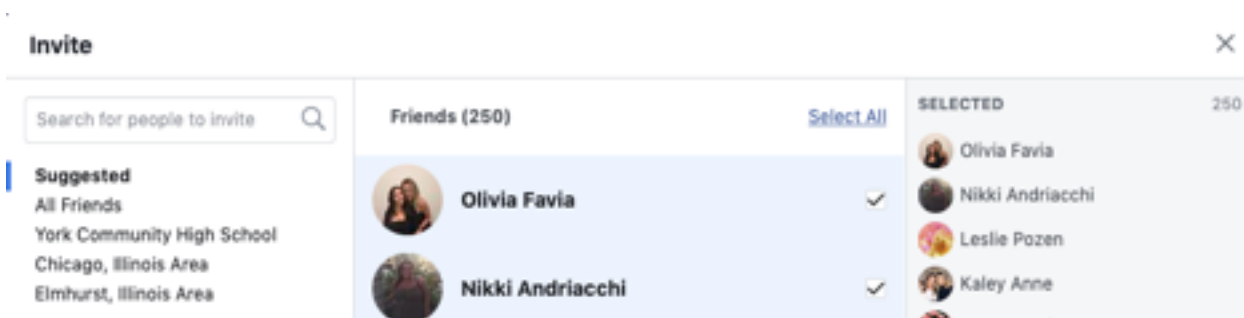 Invite
Search for people to invite
Suggested
All Friends
York Community High School
Chicago, Illinois Area
Elmhurst, Illinois Area
Friends (250)
Select All
Olivia Favia
Nikki Andriacchi
SELECTED 250
Olivia Favia
Nikki Andriacchi
Leslie Pozen
Kaley Anne